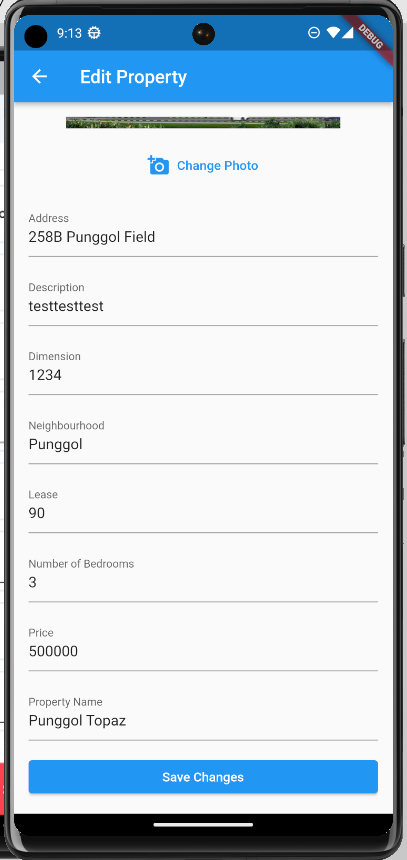 9:13
DEBUG
Edit Property
Change Photo
Address
258B Punggol Field
Description
testtesttest
Dimension
1234
Neighbourhood
Punggol
Lease
90
Number of Bedrooms
3
Price
500000
Property Name
Punggol Topaz
Save Changes